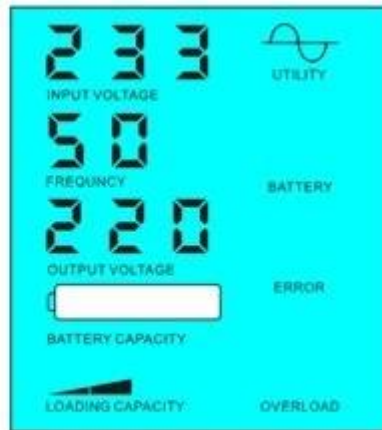 233
UTILITY
INPUT VOLTAGE
50
FREQUNCY
BATTERY
220
OUTPUT VOLTAGE
ERROR
BATTERY CAPACITY
LOADING CAPACITY
OVERLOAD